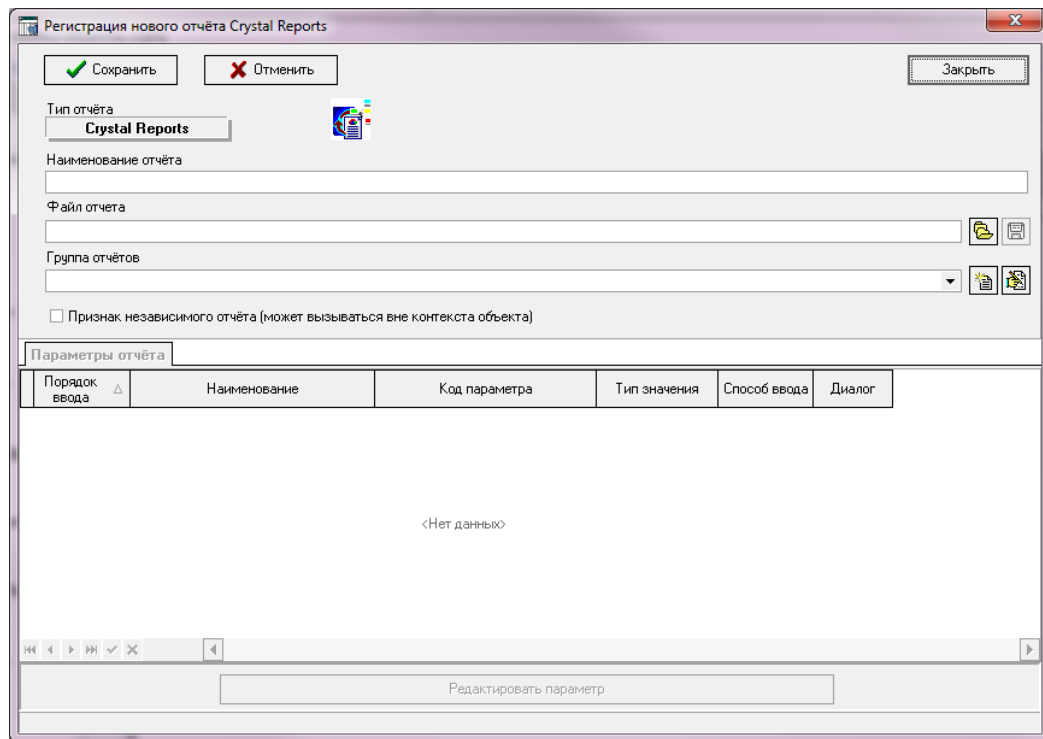 Регистрация нового отчёта Crystal Reports
Сохранить
Отменить
Закрыть
Тип отчёта
Crystal Reports
Наименование отчёта
Файл отчета
Группа отчётов
Признак независимого отчёта (может вызываться вне контекста объекта)
Параметры отчёта
Порядок ввода
Наименование
Код параметра
Тип значения
Способ ввода
Диалог
<Нет данных>
Редактировать параметр